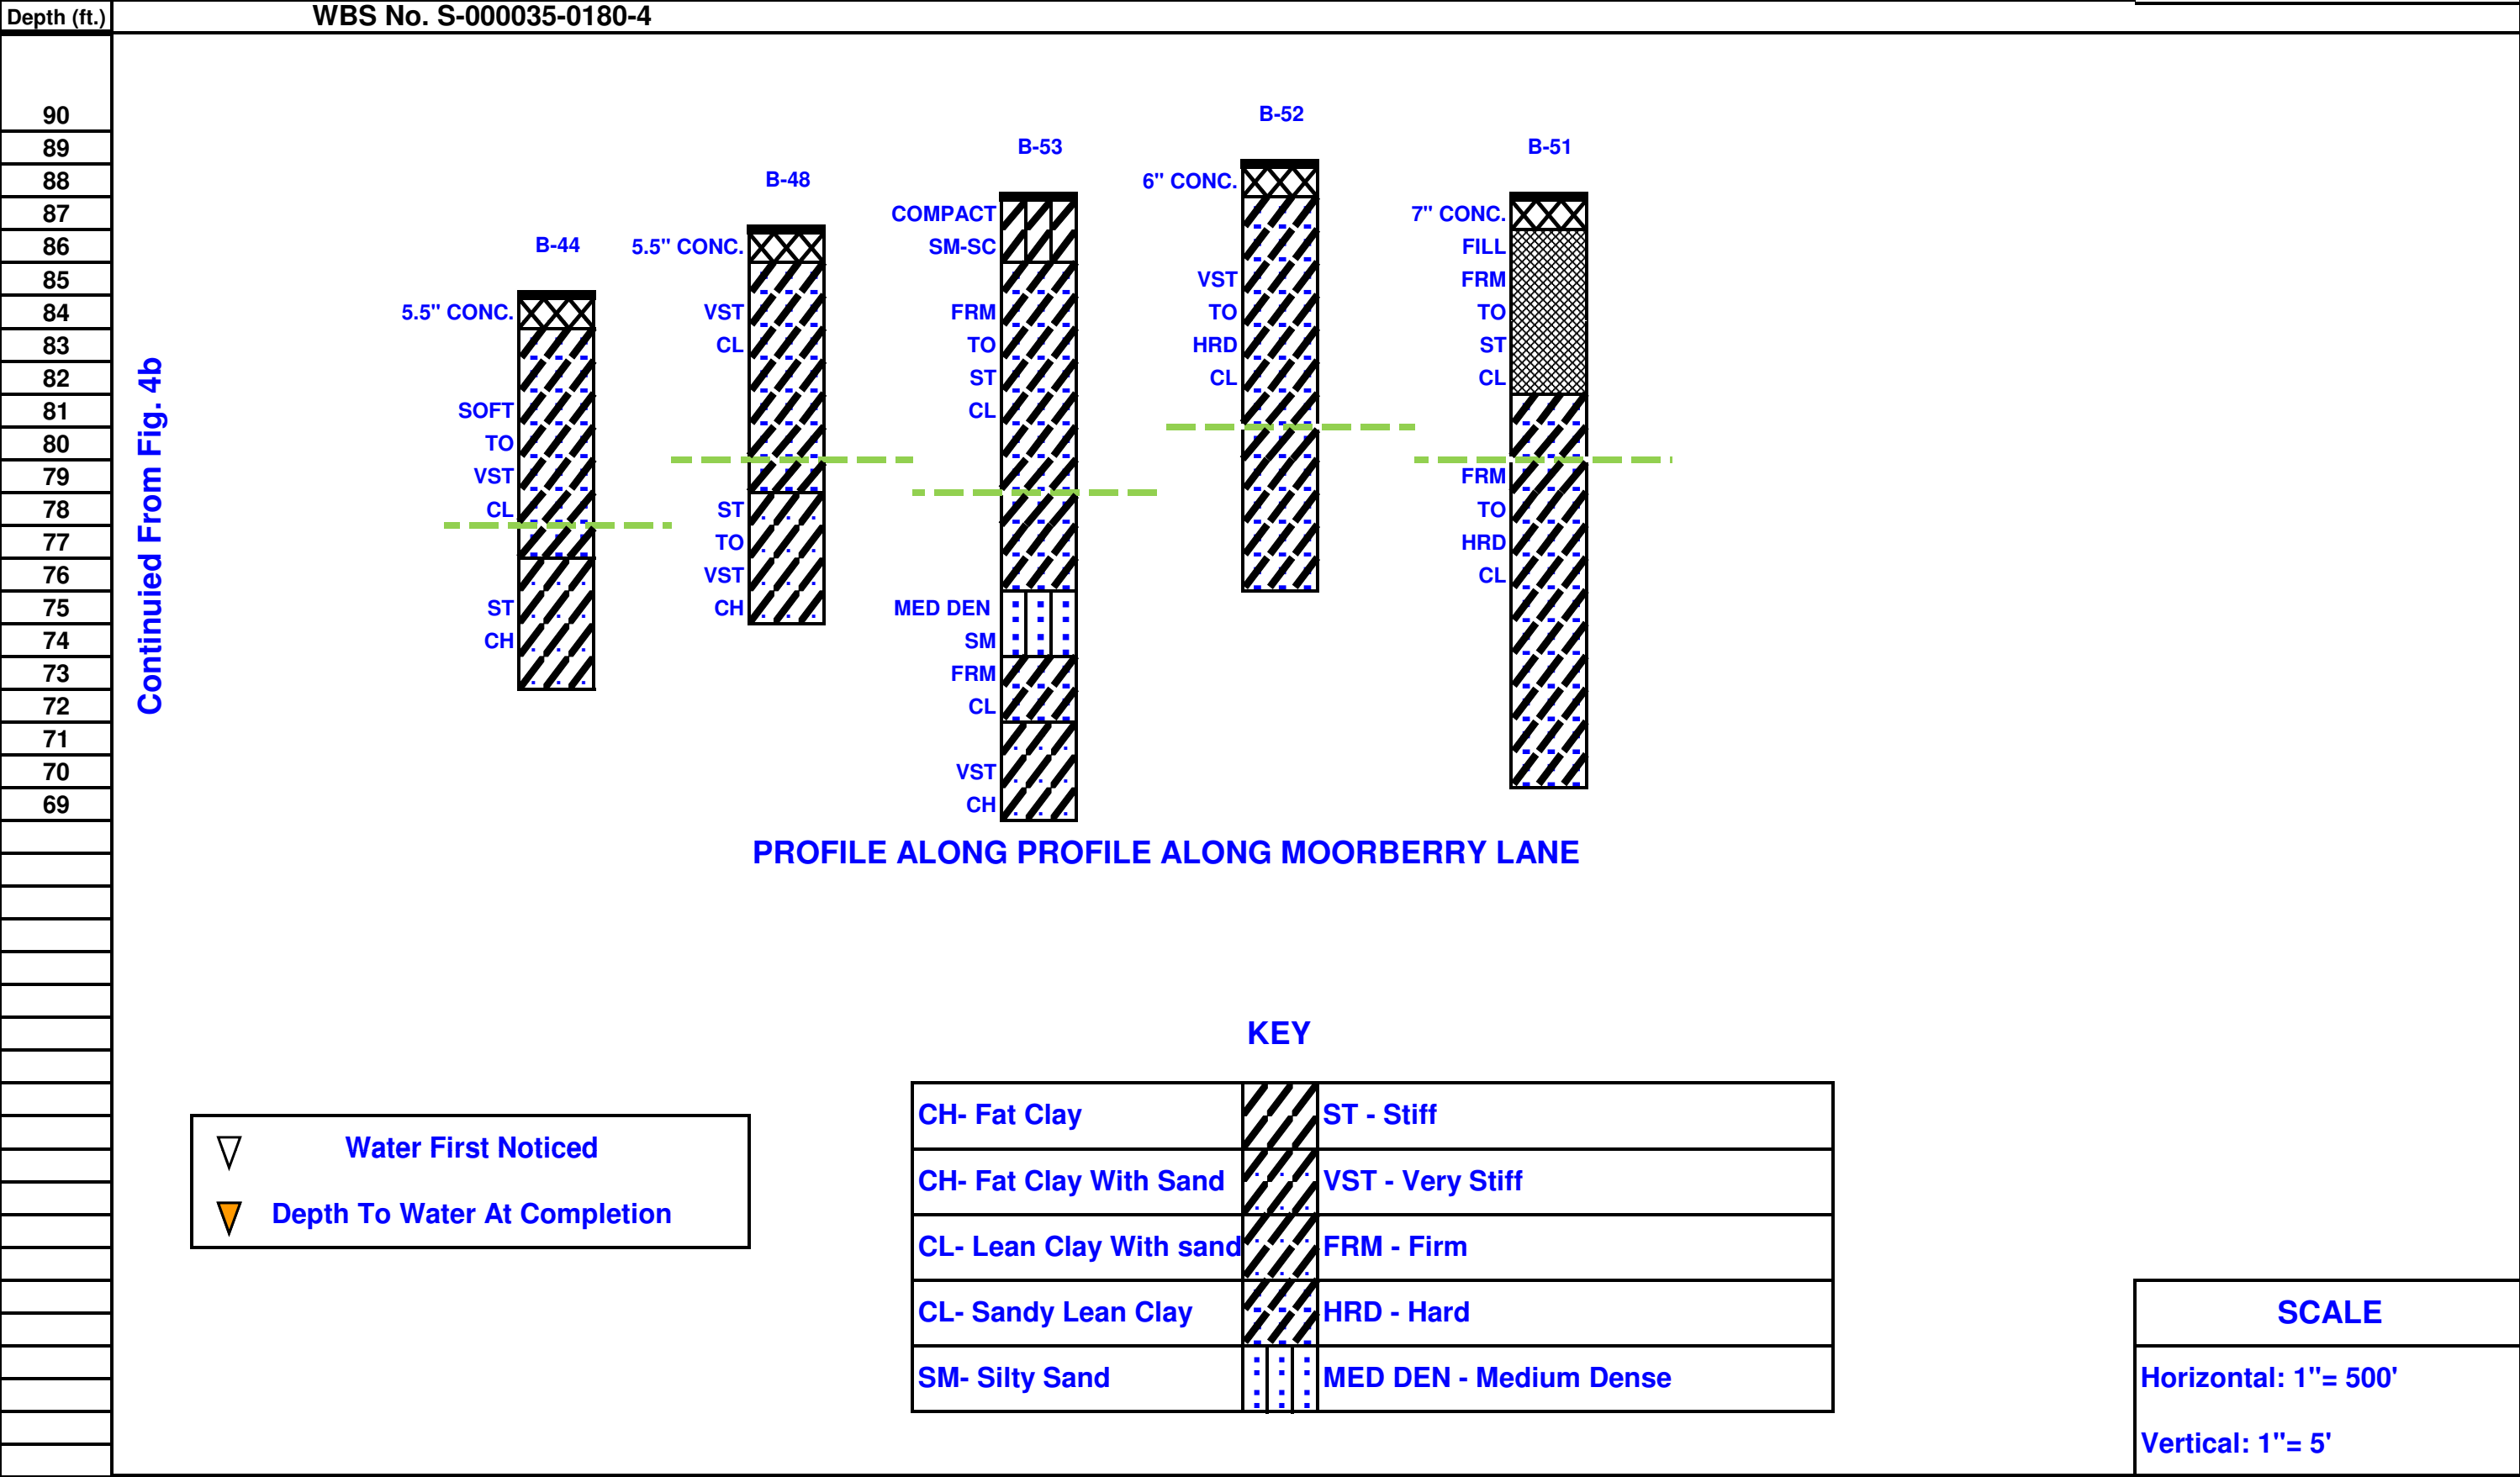 Depth (ft.)
WBS No. S-000035-0180-4
90
89
88
87
86
85
84
83
82
81
80
79
78
77
76
75
74
73
72
71
70
69
Continuied From Fig. 4b
B-44
5.5" CONC.
SOFT
TO
VST
CL
ST
CH
B-48
5.5" CONC.
VST
CL
ST
TO
VST
CH
B-53
COMPACT
SM-SC
FRM
TO
ST
CL
MED DEN
SM
FRM
CL
VST
CH
B-52
6" CONC.
VST
TO
HRD
CL
B-51
7" CONC.
FILL
FRM
TO
ST
CL
FRM
TO
HRD
CL
PROFILE ALONG PROFILE ALONG MOORBERRY LANE
KEY
CH- Fat Clay
ST - Stiff
CH- Fat Clay With Sand
VST - Very Stiff
CL- Lean Clay With sand
FRM - Firm
CL- Sandy Lean Clay
HRD - Hard
SM- Silty Sand
MED DEN - Medium Dense
Water First Noticed
Depth To Water At Completion
SCALE
Horizontal: 1"= 500'
Vertical: 1"= 5'